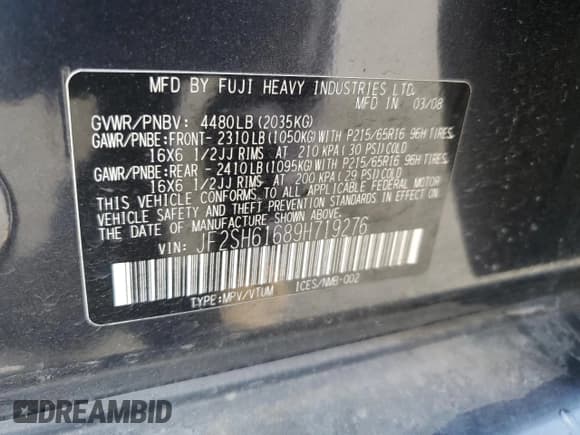 MFD BY FUJI HEAVY INDUSTRIES LTD.
MFD IN 03/08
GVWR/PNBV: 4480LB (2035KG)
GAWR/PNBE:FRONT- 2310LB(1050KG)WITH P215/65R16 96H TIRES,
16X6 1/2JJ RIMS AT 210 KPA ( 30 PSI)COLD
GAWR/PNBE:REAR - 2410LB(1095KG)WITH P215/65R16 96H TIRES,
16X6 1/2JJ RIMS AT 200 KPA ( 29 PSI)COLD
THIS VEHICLE CONFORMS TO ALL APPLICABLE FEDERAL MOTOR
VEHICLE SAFETY AND THEFT PREVENTION STANDARDS IN EFFECT ON
THE DATE OF MANUFACTURE SHOWN ABOVE.
VIN: JF2SH61689H719276
TYPE:MPV/VTUM ICES/NMB-002
DREAMBID